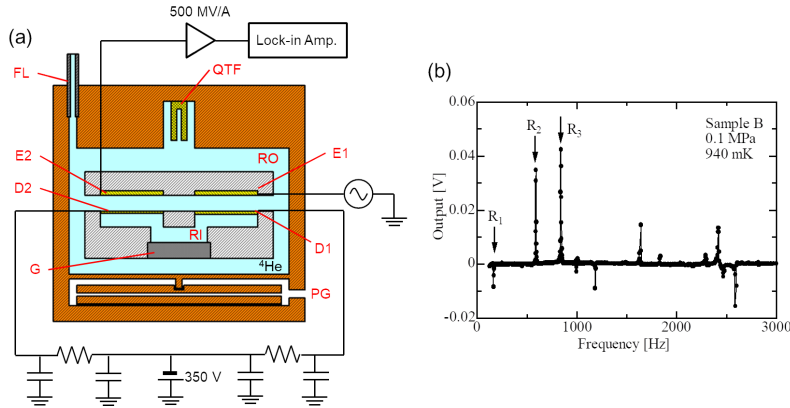 (a)
500 MV/A
Lock-in Amp.
FL
QTF
RO
E2
E1
D2
D1
RI
G
⁴He
PG
350 V
(b)
0.06
0.04
0.02
0
-0.02
Output [V]
R₁
R₂
R₃
Sample B
0.1 MPa
940 mK
0
1000
2000
3000
Frequency [Hz]